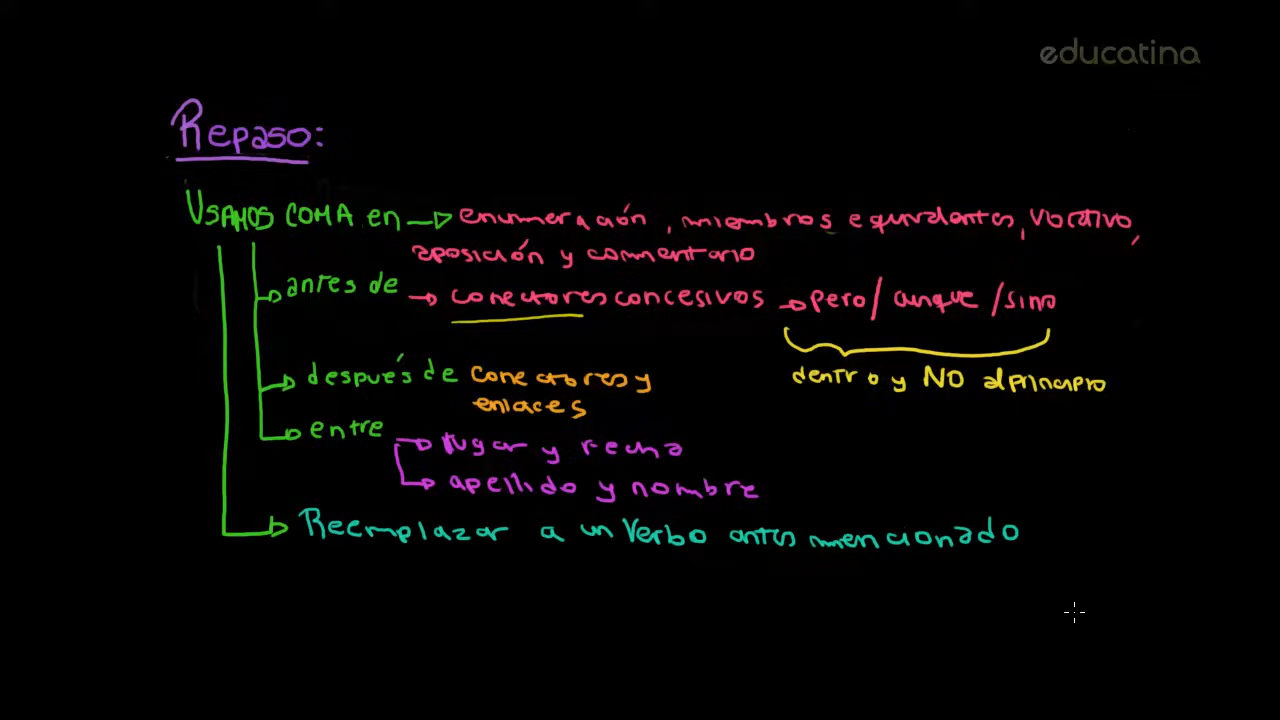 educatina
Repaso:
USAMOS COMA en → enumeración, miembros equivalentes, vocativo,
aposición y commentario
antes de → conectores concesivos → pero / aunque / sino
dentro y NO al principio
después de conectores y
enlaces
entre → lugar y fecha
→ apellido y nombre
→ Reemplazar a un verbo antes mencionado